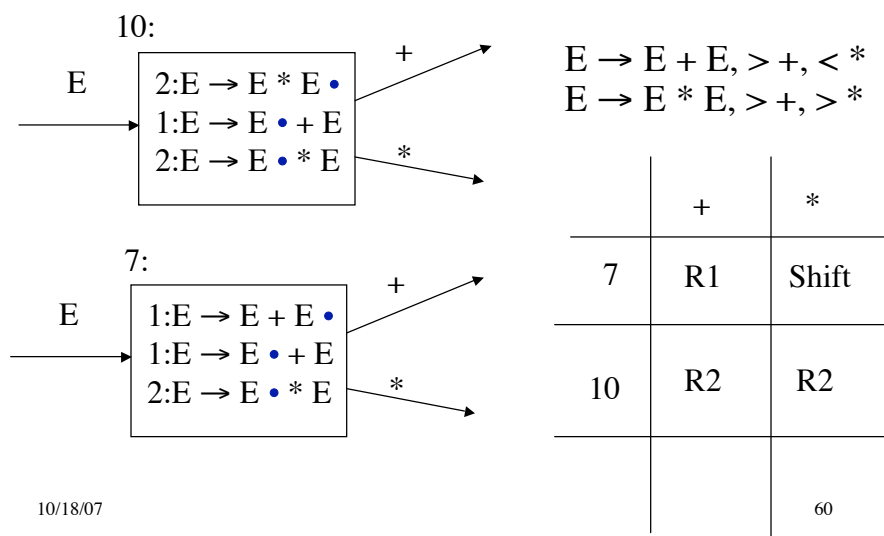 10:
E
2:E → E * E •
1:E → E • + E
2:E → E • * E
+
*
7:
E
1:E → E + E •
1:E → E • + E
2:E → E • * E
+
*
E → E + E, > +, < *
E → E * E, > +, > *
+ *
7 R1 Shift
10 R2 R2
10/18/07
60